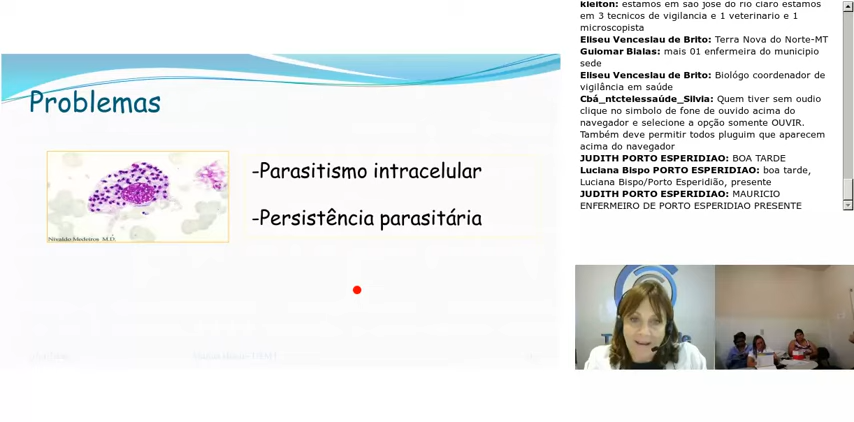 Problemas
-Parasitismo intracelular
-Persistência parasitária
Nivaldo Medeiros M.D.
kleiton: estamos em sao jose do rio claro estamos
em 3 tecnicos de vigilancia e 1 veterinario e 1
microscopista
Eliseu Venceslau de Brito: Terra Nova do Norte-MT
Guiomar Bialas: mais 01 enfermeira do municipio
sede
Eliseu Venceslau de Brito: Biológo coordenador de
vigilância em saúde
Cbá_ntctelessaúde_Silvia: Quem tiver sem oudio
clique no simbolo de fone de ouvido acima do
navegador e selecione a opção somente OUVIR.
Também deve permitir todos pluguim que aparecem
acima do navegador
JUDITH PORTO ESPERIDIAO: BOA TARDE
Luciana Bispo PORTO ESPERIDIAO: boa tarde,
Luciana Bispo/Porto Esperidião, presente
JUDITH PORTO ESPERIDIAO: MAURICIO
ENFERMEIRO DE PORTO ESPERIDIAO PRESENTE